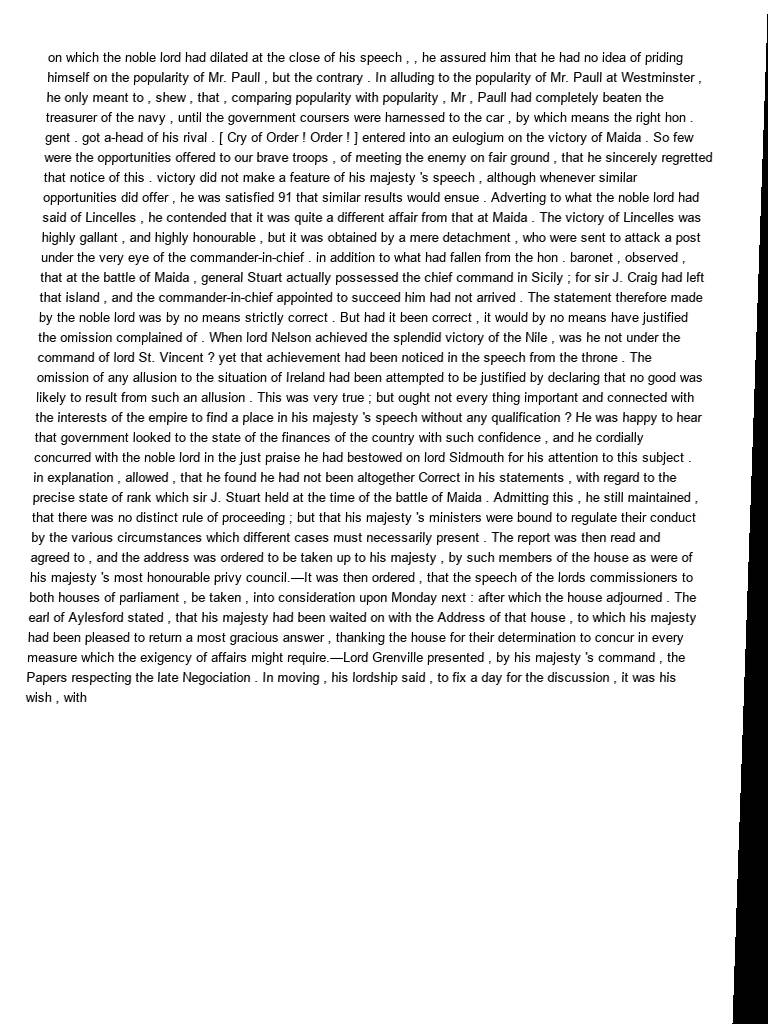 on which the noble lord had dilated at the close of his speech , , he assured him that he had no idea of priding
himself on the popularity of Mr. Paull , but the contrary . In alluding to the popularity of Mr. Paull at Westminster ,
he only meant to , shew , that , comparing popularity with popularity , Mr , Paull had completely beaten the
treasurer of the navy , until the government coursers were harnessed to the car , by which means the right hon .
gent . got a-head of his rival . [ Cry of Order ! Order ! ] entered into an eulogium on the victory of Maida . So few
were the opportunities offered to our brave troops , of meeting the enemy on fair ground , that he sincerely regretted
that notice of this . victory did not make a feature of his majesty 's speech , although whenever similar
opportunities did offer , he was satisfied 91 that similar results would ensue . Adverting to what the noble lord had
said of Lincelles , he contended that it was quite a different affair from that at Maida . The victory of Lincelles was
highly gallant , and highly honourable , but it was obtained by a mere detachment , who were sent to attack a post
under the very eye of the commander-in-chief . in addition to what had fallen from the hon . baronet , observed ,
that at the battle of Maida , general Stuart actually possessed the chief command in Sicily ; for sir J. Craig had left
that island , and the commander-in-chief appointed to succeed him had not arrived . The statement therefore made
by the noble lord was by no means strictly correct . But had it been correct , it would by no means have justified
the omission complained of . When lord Nelson achieved the splendid victory of the Nile , was he not under the
command of lord St. Vincent ? yet that achievement had been noticed in the speech from the throne . The
omission of any allusion to the situation of Ireland had been attempted to be justified by declaring that no good was
likely to result from such an allusion . This was very true ; but ought not every thing important and connected with
the interests of the empire to find a place in his majesty 's speech without any qualification ? He was happy to hear
that government looked to the state of the finances of the country with such confidence , and he cordially
concurred with the noble lord in the just praise he had bestowed on lord Sidmouth for his attention to this subject .
in explanation , allowed , that he found he had not been altogether Correct in his statements , with regard to the
precise state of rank which sir J. Stuart held at the time of the battle of Maida . Admitting this , he still maintained ,
that there was no distinct rule of proceeding ; but that his majesty 's ministers were bound to regulate their conduct
by the various circumstances which different cases must necessarily present . The report was then read and
agreed to , and the address was ordered to be taken up to his majesty , by such members of the house as were of
his majesty 's most honourable privy council.—It was then ordered , that the speech of the lords commissioners to
both houses of parliament , be taken , into consideration upon Monday next : after which the house adjourned . The
earl of Aylesford stated , that his majesty had been waited on with the Address of that house , to which his majesty
had been pleased to return a most gracious answer , thanking the house for their determination to concur in every
measure which the exigency of affairs might require.—Lord Grenville presented , by his majesty 's command , the
Papers respecting the late Negociation . In moving , his lordship said , to fix a day for the discussion , it was his
wish , with